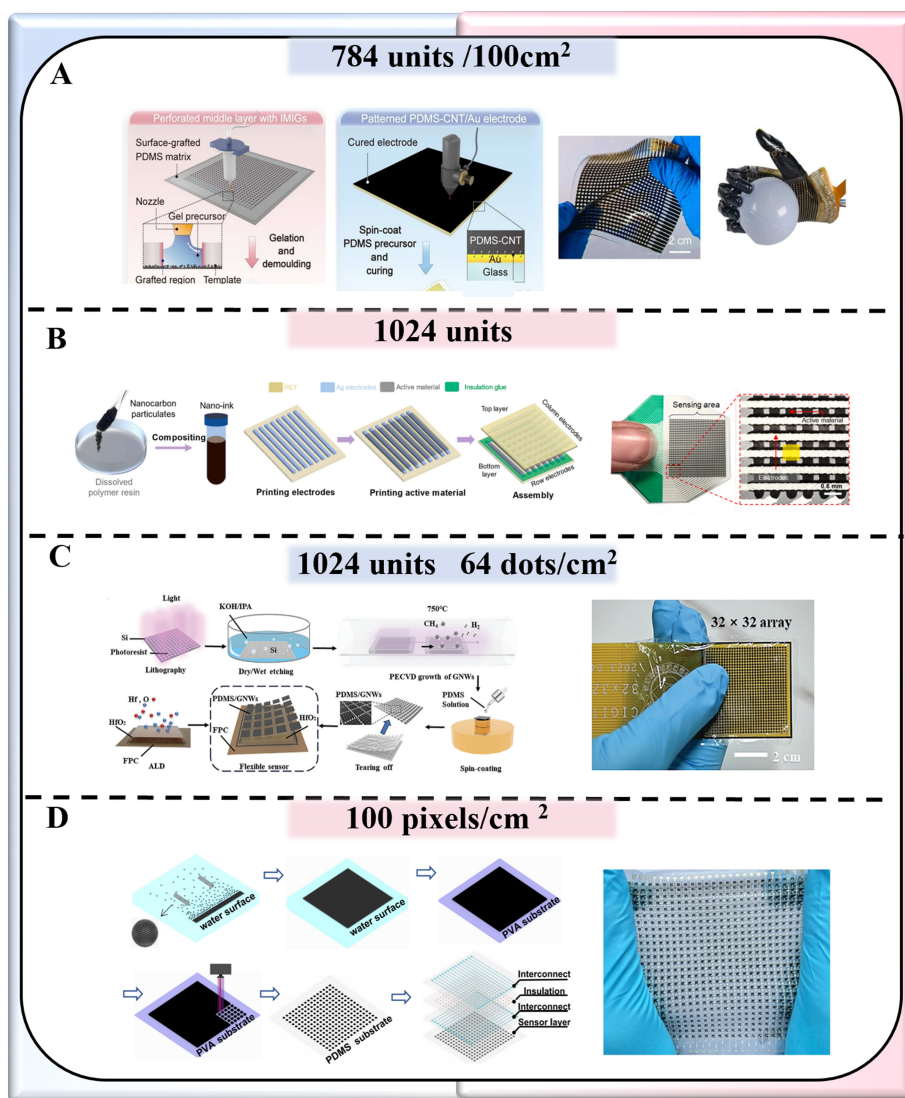 784 units /100cm²
A
Perforated middle layer with IMIGs
Surface-grafted
PDMS matrix
Nozzle
Gel precursor
Gelation
and
demoulding
Grafted region
Template
Patterned PDMS-CNT/Au electrode
Cured electrode
Spin-coat
PDMS precursor
and
curing
PDMS-CNT
Au
Glass
2 cm
1024 units
B
PET
Ag electrodes
Active material
Insulation glue
Nanocarbon
particulates
Nano-ink
Compositing
Dissolved
polymer resin
Printing electrodes
Printing active material
Top layer
Column electrodes
Bottom
layer
Row electrodes
Assembly
Sensing area
Active material
Electrodes
0.6 mm
C
1024 units 64 dots/cm²
Light
Si
Photoresist
Lithography
KOH/IPA
Si
Dry/Wet etching
750℃
CH₄
H₂
PECVD growth of GNWs
PDMS
Solution
Spin-coating
PDMS/GNWs
Tearing off
PDMS/GNWs
HfO₂
FPC
Flexible sensor
Hf , O
HfO₂
FPC
ALD
32 × 32 array
32×32
2 cm
D
100 pixels/cm ²
water surface
water surface
PVA substrate
PVA substrate
PDMS substrate
Interconnect
Insulation
Interconnect
Sensor layer